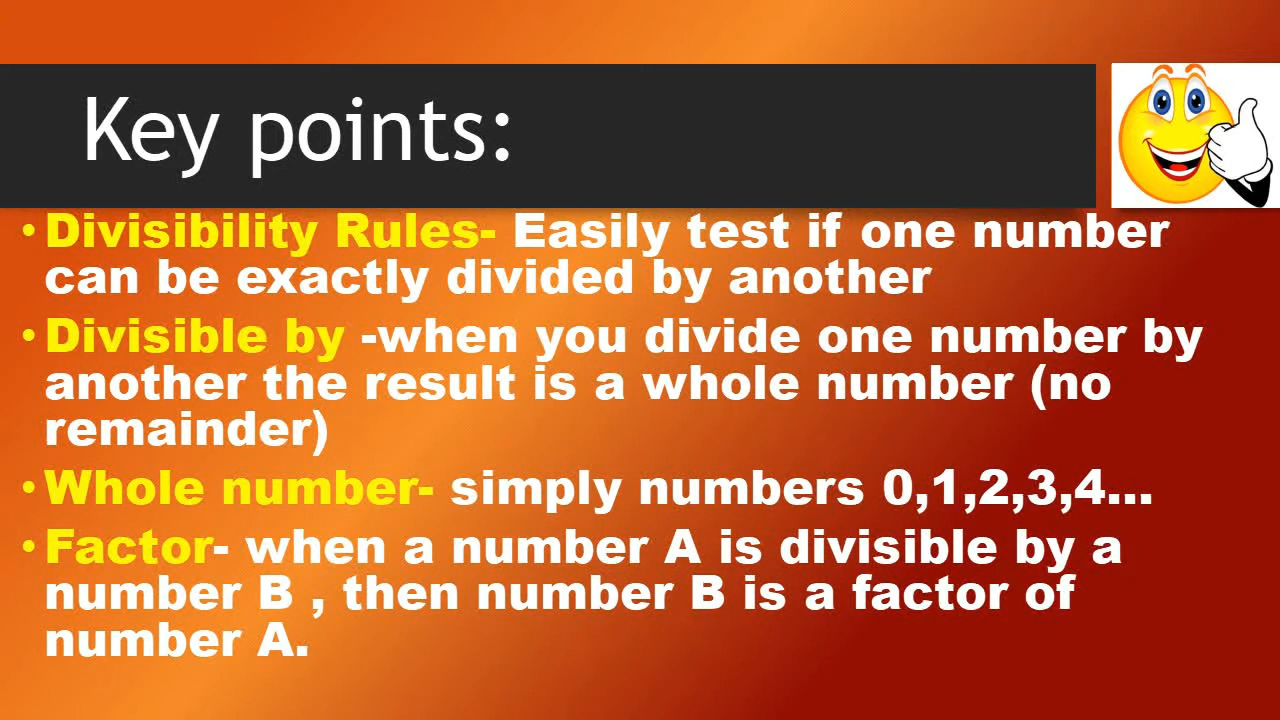 Key points:
• Divisibility Rules- Easily test if one number
can be exactly divided by another
• Divisible by -when you divide one number by
another the result is a whole number (no
remainder)
• Whole number- simply numbers 0,1,2,3,4...
• Factor- when a number A is divisible by a
number B , then number B is a factor of
number A.